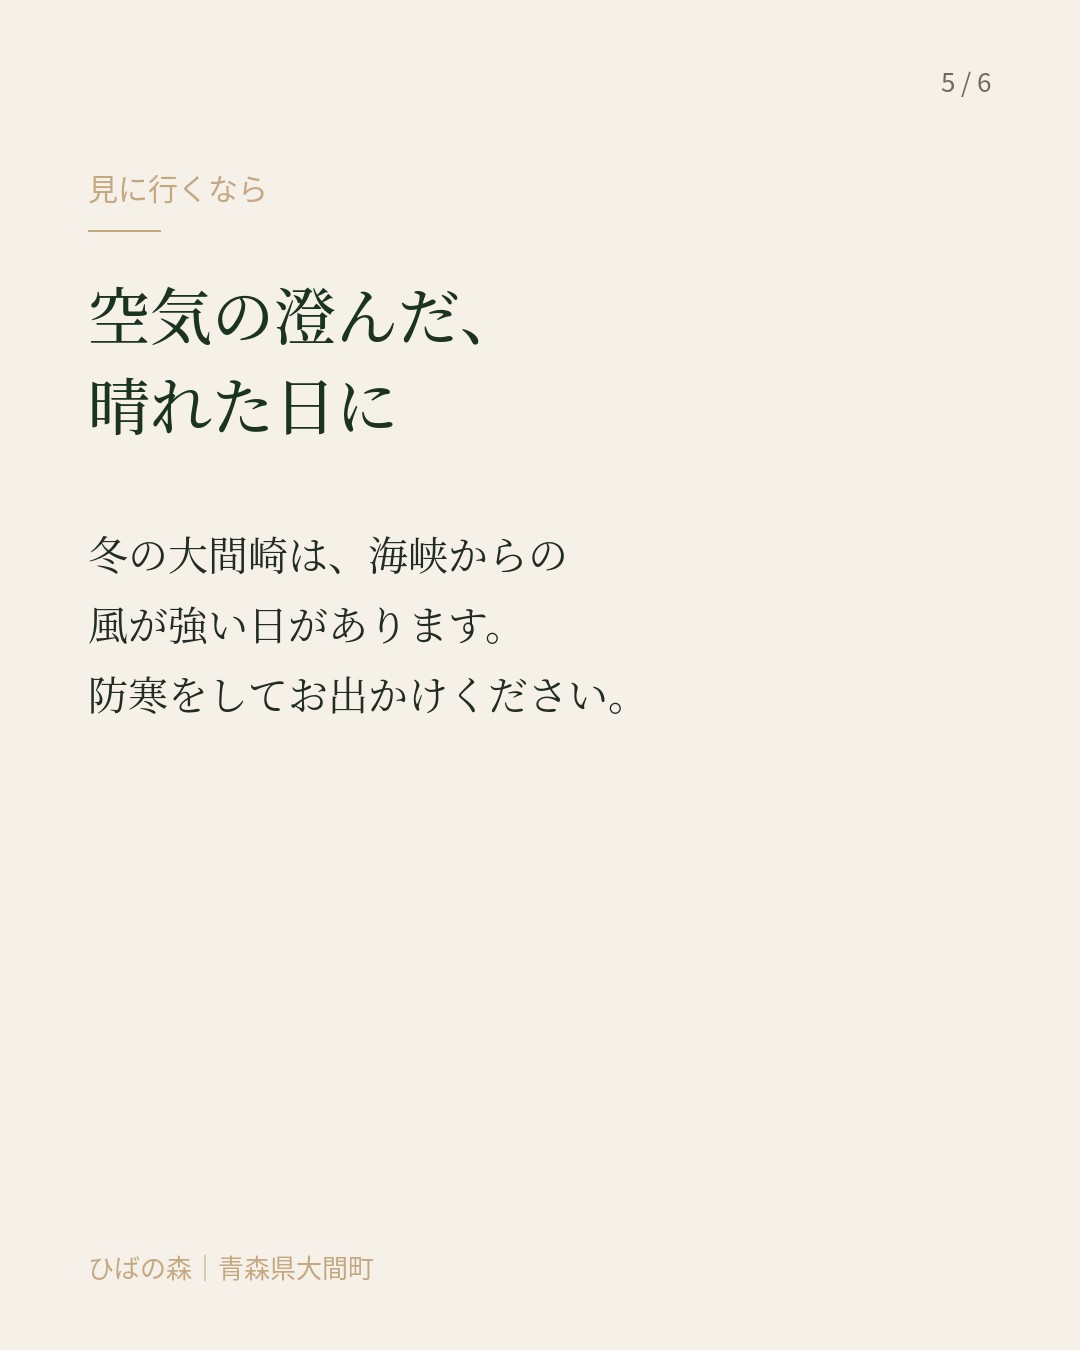 5 / 6
見に行くなら
空気の澄んだ、
晴れた日に
冬の大間崎は、海峡からの
風が強い日があります。
防寒をしてお出かけください。
ひばの森｜青森県大間町